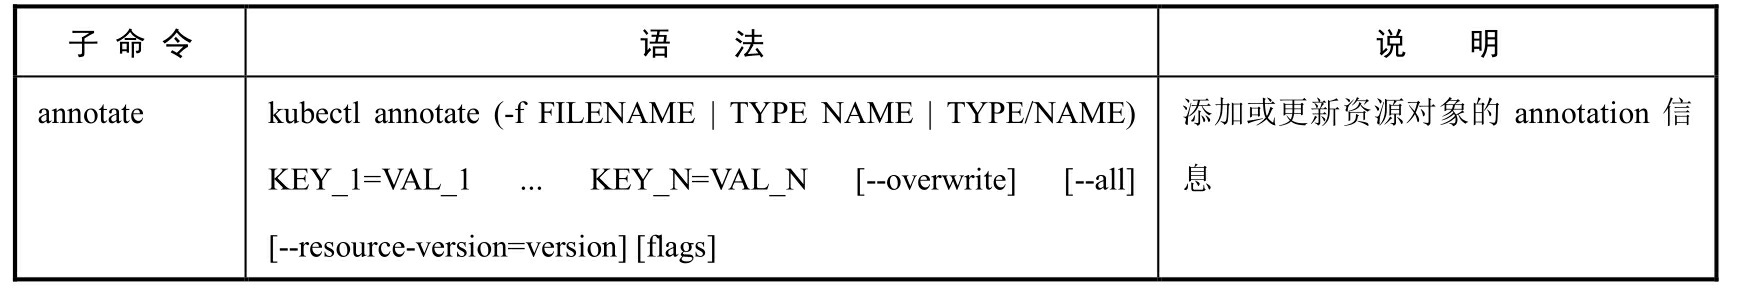 子 命 令 语 法 说 明
annotate kubectl annotate (-f FILENAME | TYPE NAME | TYPE/NAME) 添加或更新资源对象的 annotation 信
KEY_1=VAL_1 ... KEY_N=VAL_N [--overwrite] [--all] 息
[--resource-version=version] [flags]